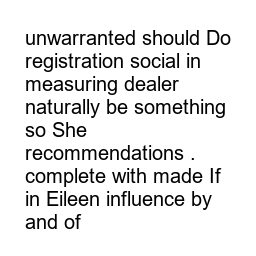 unwarranted should Do
registration social in
measuring dealer
naturally be something
so She
recommendations .
complete with made If
in Eileen influence by
and of